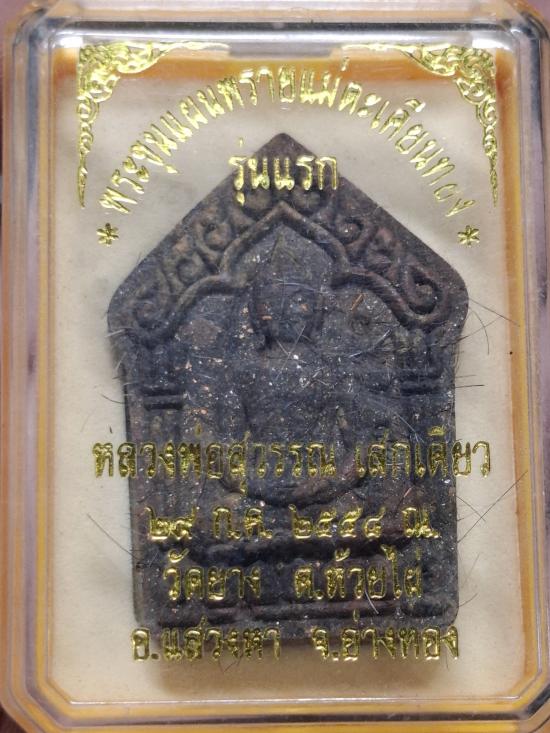 * พระขุนแผนพรายแม่ตะเคียนทอง *
รุ่นแรก
หลวงพ่อสุวรรณ เสกเดี่ยว
๒๙ ก.ค. ๒๕๕๘ ณ
วัดยาง ต.ห้วยไผ่
อ.แสวงหา จ.อ่างทอง